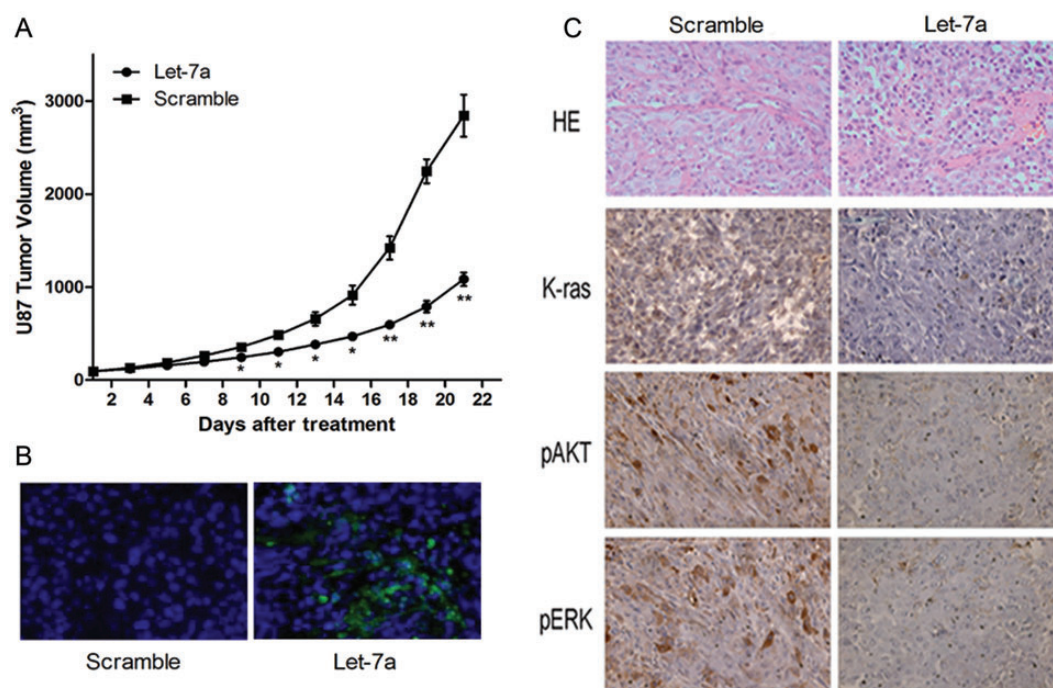 A
Let-7a
Scramble
U87 Tumor Volume (mm³)
3000
2000
1000
0
* * * * ** ** **
2 4 6 8 10 12 14 16 18 20 22
Days after treatment
B
Scramble Let-7a
C
Scramble Let-7a
HE
K-ras
pAKT
pERK